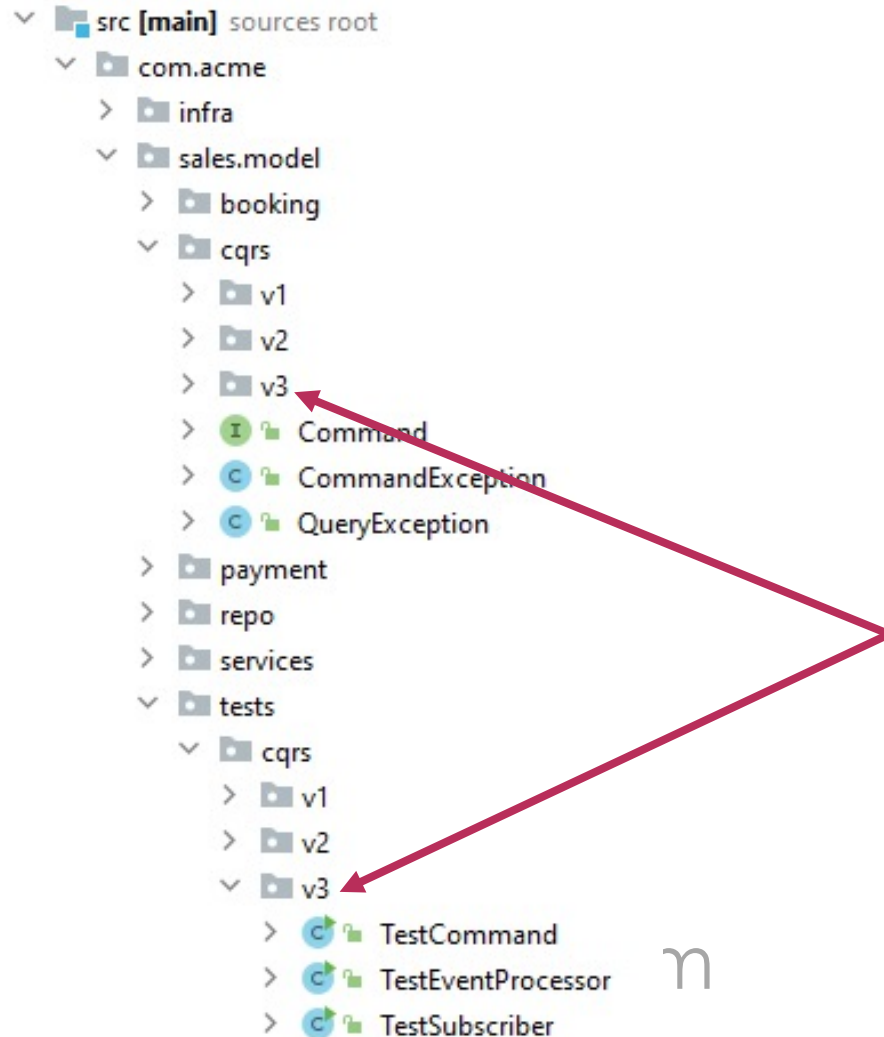 src [main] sources root
com.acme
infra
sales.model
booking
cqrs
v1
v2
v3
I Command
C CommandException
C QueryException
payment
repo
services
tests
cqrs
v1
v2
v3
C TestCommand
C TestEventProcessor
C TestSubscriber